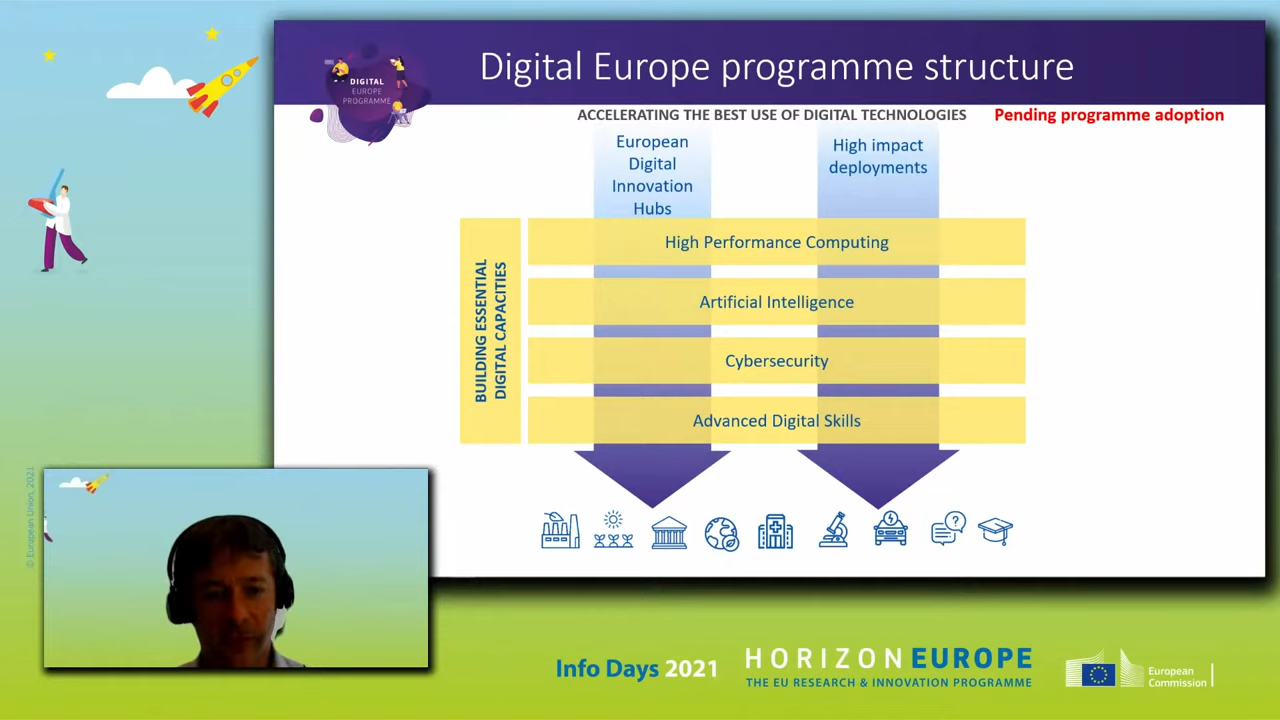 Digital Europe programme structure
DIGITAL
EUROPE
PROGRAMME
ACCELERATING THE BEST USE OF DIGITAL TECHNOLOGIES
Pending programme adoption
European
Digital
Innovation
Hubs
High impact
deployments
BUILDING ESSENTIAL
DIGITAL CAPACITIES
High Performance Computing
Artificial Intelligence
Cybersecurity
Advanced Digital Skills
© European Union, 2021
Info Days 2021
HORIZON EUROPE
THE EU RESEARCH & INNOVATION PROGRAMME
European
Commission